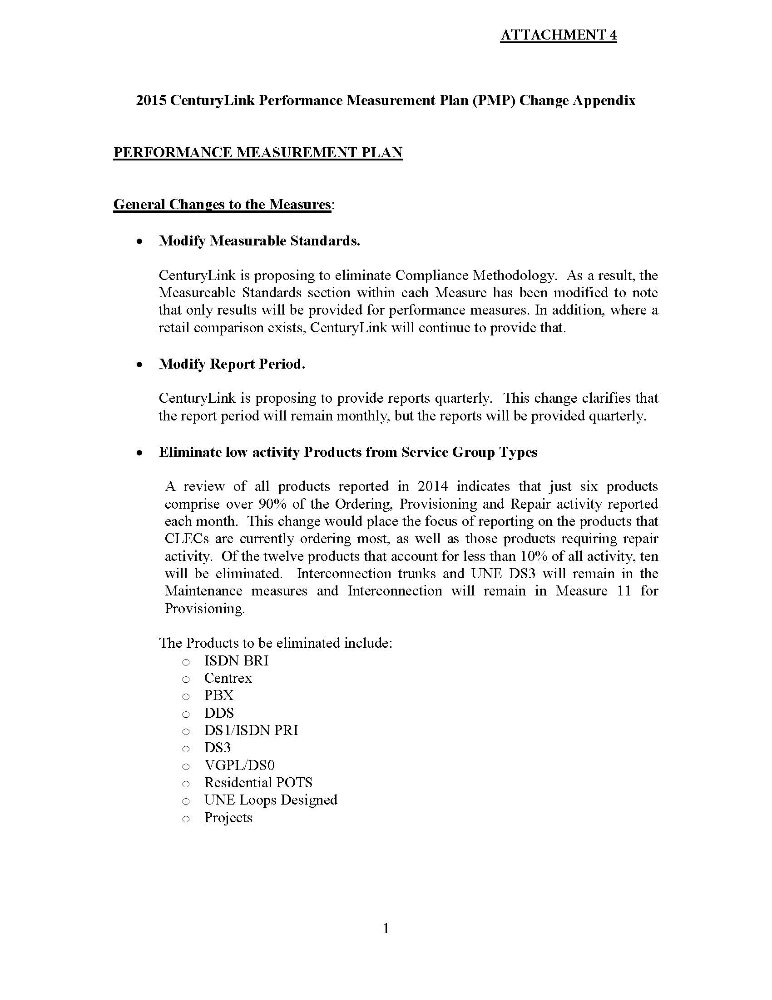 ATTACHMENT 4
2015 CenturyLink Performance Measurement Plan (PMP) Change Appendix
PERFORMANCE MEASUREMENT PLAN
General Changes to the Measures:
• Modify Measurable Standards.
CenturyLink is proposing to eliminate Compliance Methodology. As a result, the
Measureable Standards section within each Measure has been modified to note
that only results will be provided for performance measures. In addition, where a
retail comparison exists, CenturyLink will continue to provide that.
• Modify Report Period.
CenturyLink is proposing to provide reports quarterly. This change clarifies that
the report period will remain monthly, but the reports will be provided quarterly.
• Eliminate low activity Products from Service Group Types
A review of all products reported in 2014 indicates that just six products
comprise over 90% of the Ordering, Provisioning and Repair activity reported
each month. This change would place the focus of reporting on the products that
CLECs are currently ordering most, as well as those products requiring repair
activity. Of the twelve products that account for less than 10% of all activity, ten
will be eliminated. Interconnection trunks and UNE DS3 will remain in the
Maintenance measures and Interconnection will remain in Measure 11 for
Provisioning.
The Products to be eliminated include:
o ISDN BRI
o Centrex
o PBX
o DDS
o DS1/ISDN PRI
o DS3
o VGPL/DS0
o Residential POTS
o UNE Loops Designed
o Projects
1